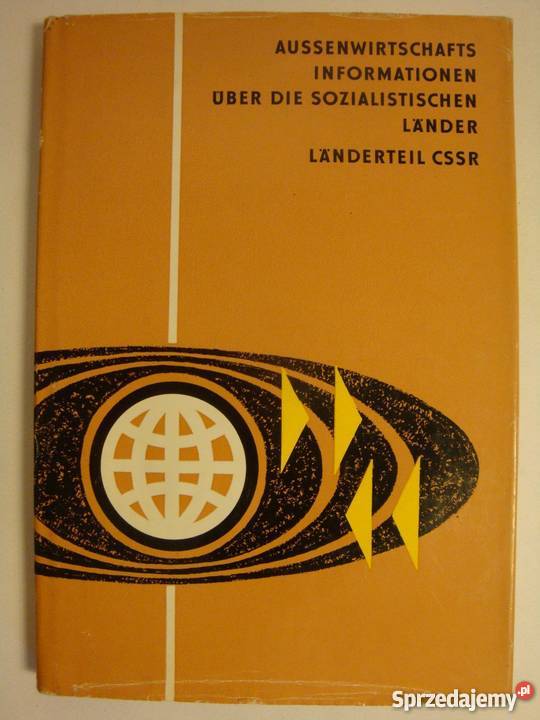 AUSSENWIRTSCHAFTS
INFORMATIONEN
ÜBER DIE SOZIALISTISCHEN
LÄNDER
LÄNDERTEIL CSSR
Sprzedajemy.pl